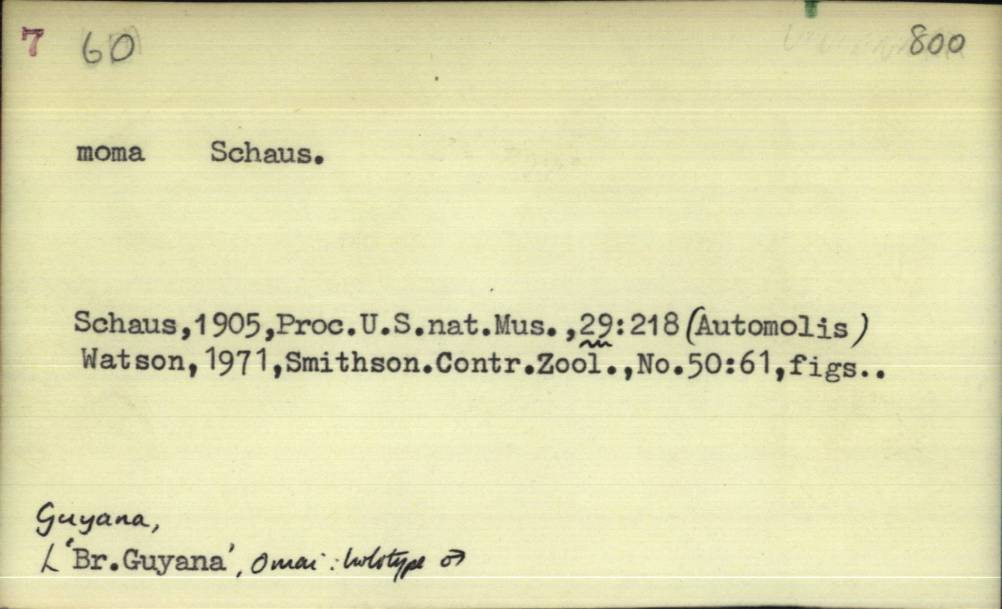 7 60 800
moma Schaus.
Schaus,1905,Proc.U.S.nat.Mus.,29:218 (Automolis)
Watson,1971,Smithson.Contr.Zool.,No.50:61,figs..
Guyana,
'Br.Guyana', Omai: holotype ♂